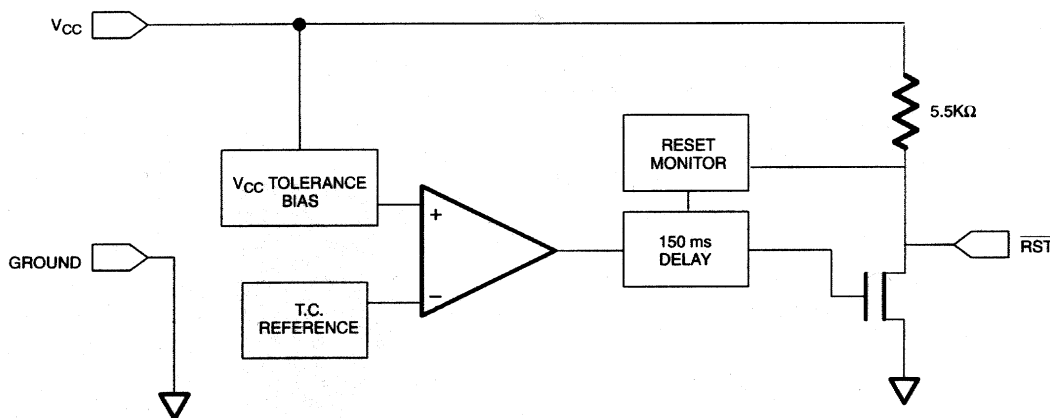 VCC
5.5KΩ
RESET
MONITOR
VCC TOLERANCE
BIAS
+
150 ms
DELAY
RST
GROUND
−
T.C.
REFERENCE